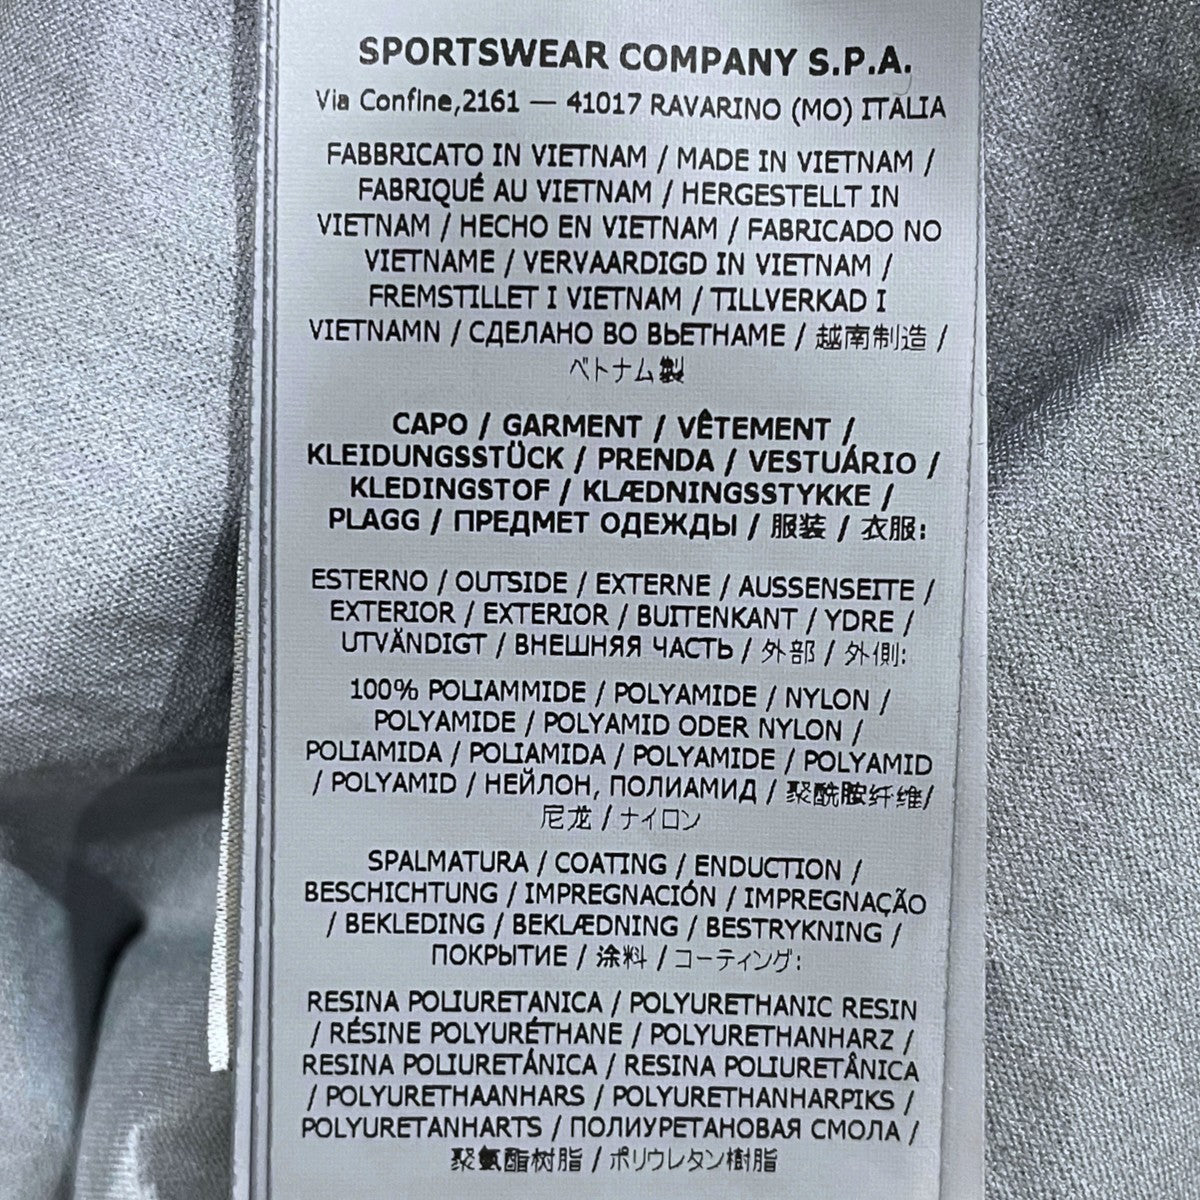 SPORTSWEAR COMPANY S.P.A.
Via Confine,2161 — 41017 RAVARINO (MO) ITALIA
FABBRICATO IN VIETNAM / MADE IN VIETNAM /
FABRIQUÉ AU VIETNAM / HERGESTELLT IN
VIETNAM / HECHO EN VIETNAM / FABRICADO NO
VIETNAME / VERVAARDIGD IN VIETNAM /
FREMSTILLET I VIETNAM / TILLVERKAD I
VIETNAMN / СДЕЛАНО ВО ВЬЕТНАМЕ / 越南制造 /
ベトナム製
CAPO / GARMENT / VÊTEMENT /
KLEIDUNGSSTÜCK / PRENDA / VESTUÁRIO /
KLEDINGSTOF / KLÆDNINGSSTYKKE /
PLAGG / ПРЕДМЕТ ОДЕЖДЫ / 服装 / 衣服:
ESTERNO / OUTSIDE / EXTERNE / AUSSENSEITE /
EXTERIOR / EXTERIOR / BUITENKANT / YDRE /
UTVÄNDIGT / ВНЕШНЯЯ ЧАСТЬ / 外部 / 外側:
100% POLIAMMIDE / POLYAMIDE / NYLON /
POLYAMIDE / POLYAMID ODER NYLON /
POLIAMIDA / POLIAMIDA / POLYAMIDE / POLYAMID
/ POLYAMID / НЕЙЛОН, ПОЛИАМИД / 聚酰胺纤维/
尼龙 / ナイロン
SPALMATURA / COATING / ENDUCTION /
BESCHICHTUNG / IMPREGNACIÓN / IMPREGNAÇÃO
/ BEKLEDING / BEKLÆDNING / BESTRYKNING /
ПОКРЫТИЕ / 涂料 / コーティング:
RESINA POLIURETANICA / POLYURETHANIC RESIN
/ RÉSINE POLYURÉTHANE / POLYURETHANHARZ /
RESINA POLIURETÁNICA / RESINA POLIURETÂNICA
/ POLYURETHAANHARS / POLYURETHANHARPIKS /
POLYURETANHARTS / ПОЛИУРЕТАНОВАЯ СМОЛА /
聚氨酯树脂 / ポリウレタン樹脂